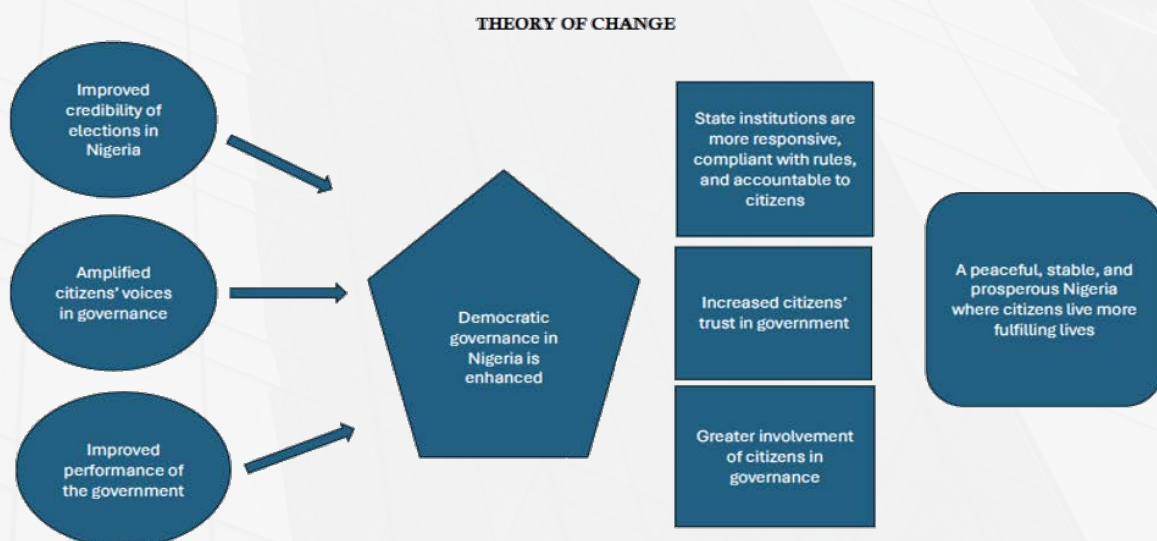 THEORY OF CHANGE
Improved
credibility of
elections in
Nigeria
Amplified
citizens’ voices
in governance
Improved
performance of
the government
Democratic
governance in
Nigeria is
enhanced
State institutions are
more responsive,
compliant with rules,
and accountable to
citizens
Increased citizens’
trust in government
Greater involvement
of citizens in
governance
A peaceful, stable, and
prosperous Nigeria
where citizens live more
fulfilling lives